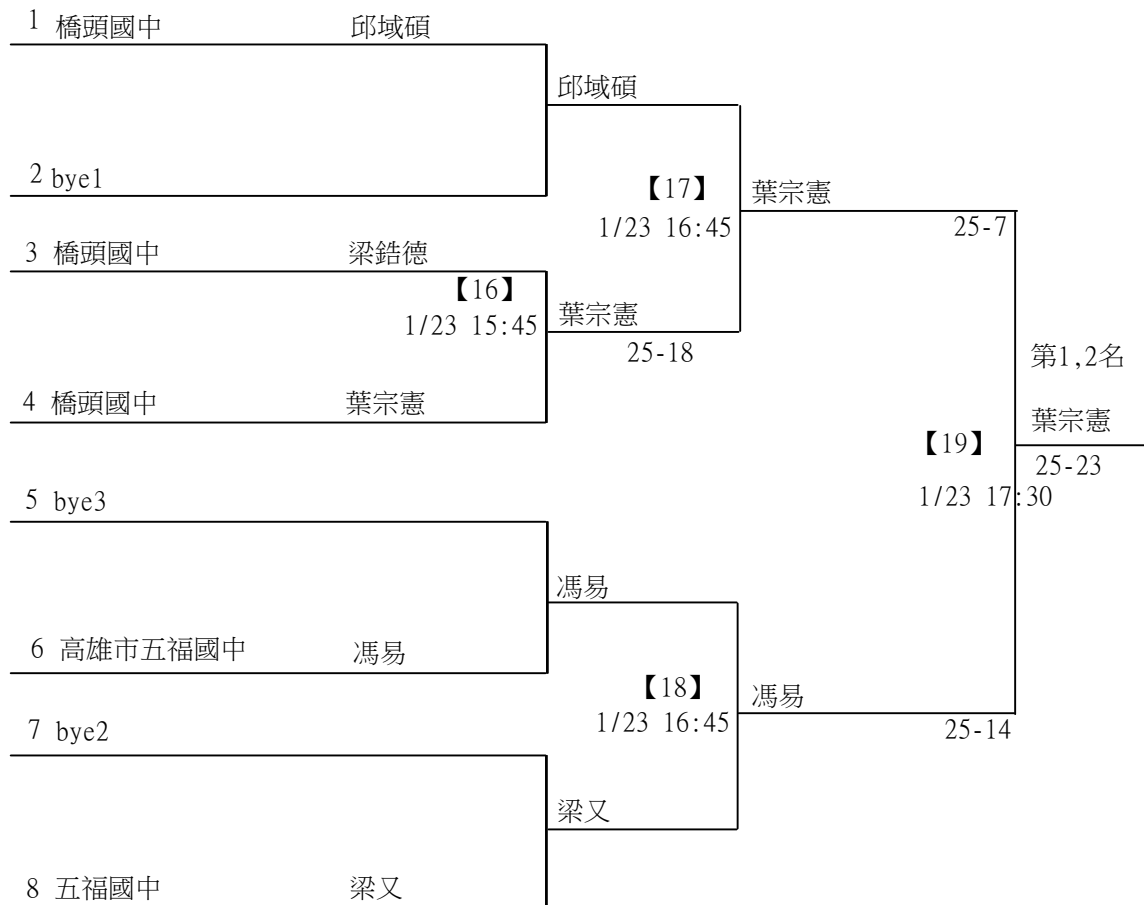 1 橋頭國中 邱域碩
邱域碩
2 bye1
【17】
葉宗憲
1/23 16:45
25-7
3 橋頭國中 梁鋯德
【16】
葉宗憲
1/23 15:45
25-18
第1,2名
4 橋頭國中 葉宗憲
葉宗憲
【19】
25-23
5 bye3
1/23 17:30
馮易
6 高雄市五福國中 馮易
【18】
馮易
7 bye2
1/23 16:45
25-14
梁又
8 五福國中 梁又